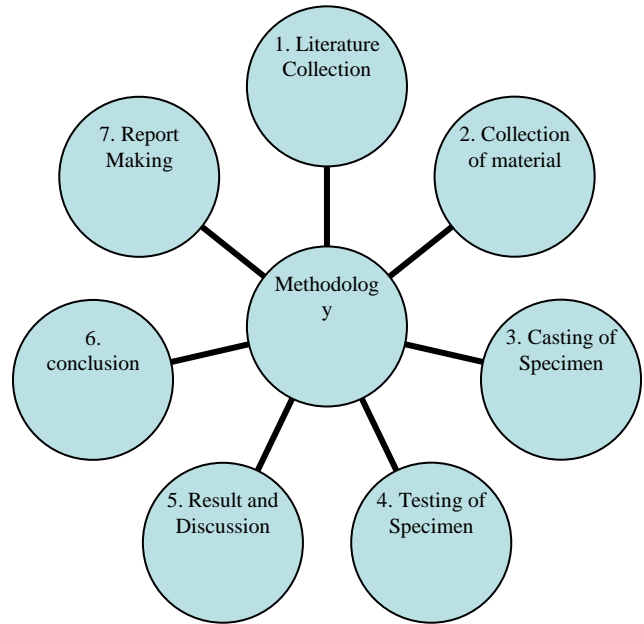 1. Literature
Collection
2. Collection
of material
3. Casting of
Specimen
4. Testing of
Specimen
5. Result and
Discussion
6.
conclusion
7. Report
Making
Methodolog
y